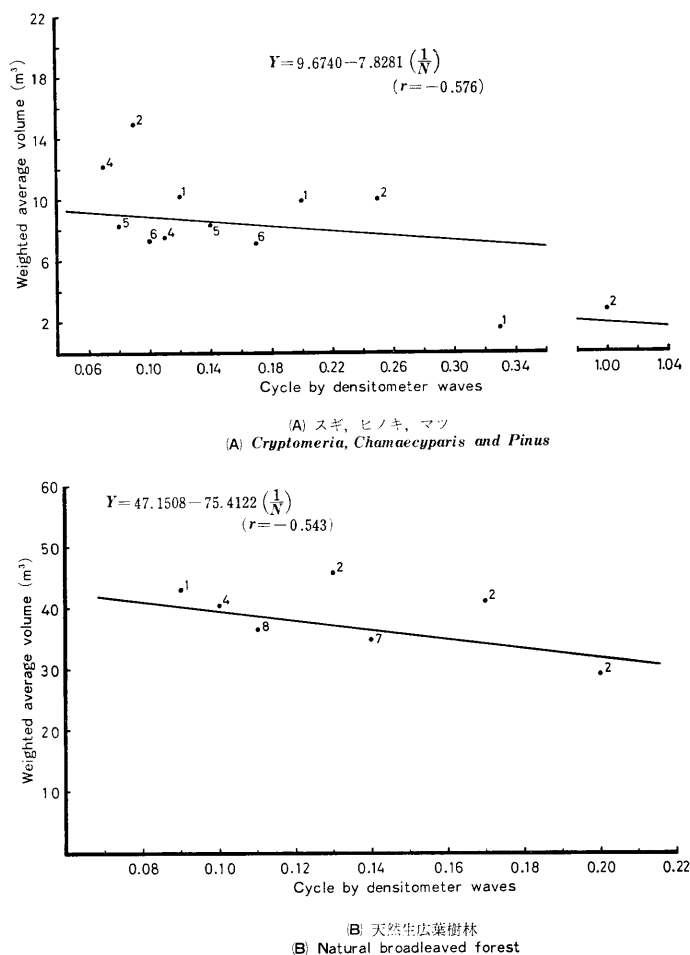 22
18
14
10
6
2
Weighted average volume (m³)
Y=9.6740−7.8281(1/N)
(r=−0.576)
2
4
1
1
2
5
6
4
5
6
1
2
0.06 0.10 0.14 0.18 0.22 0.26 0.30 0.34 1.00 1.04
Cycle by densitometer waves
(A) スギ, ヒノキ, マツ
(A) Cryptomeria, Chamaecyparis and Pinus
60
50
40
30
20
10
Weighted average volume (m³)
Y=47.1508−75.4122(1/N)
(r=−0.543)
1
4
8
2
7
2
2
0.08 0.10 0.12 0.14 0.16 0.18 0.20 0.22
Cycle by densitometer waves
(B) 天然生広葉樹林
(B) Natural broadleaved forest